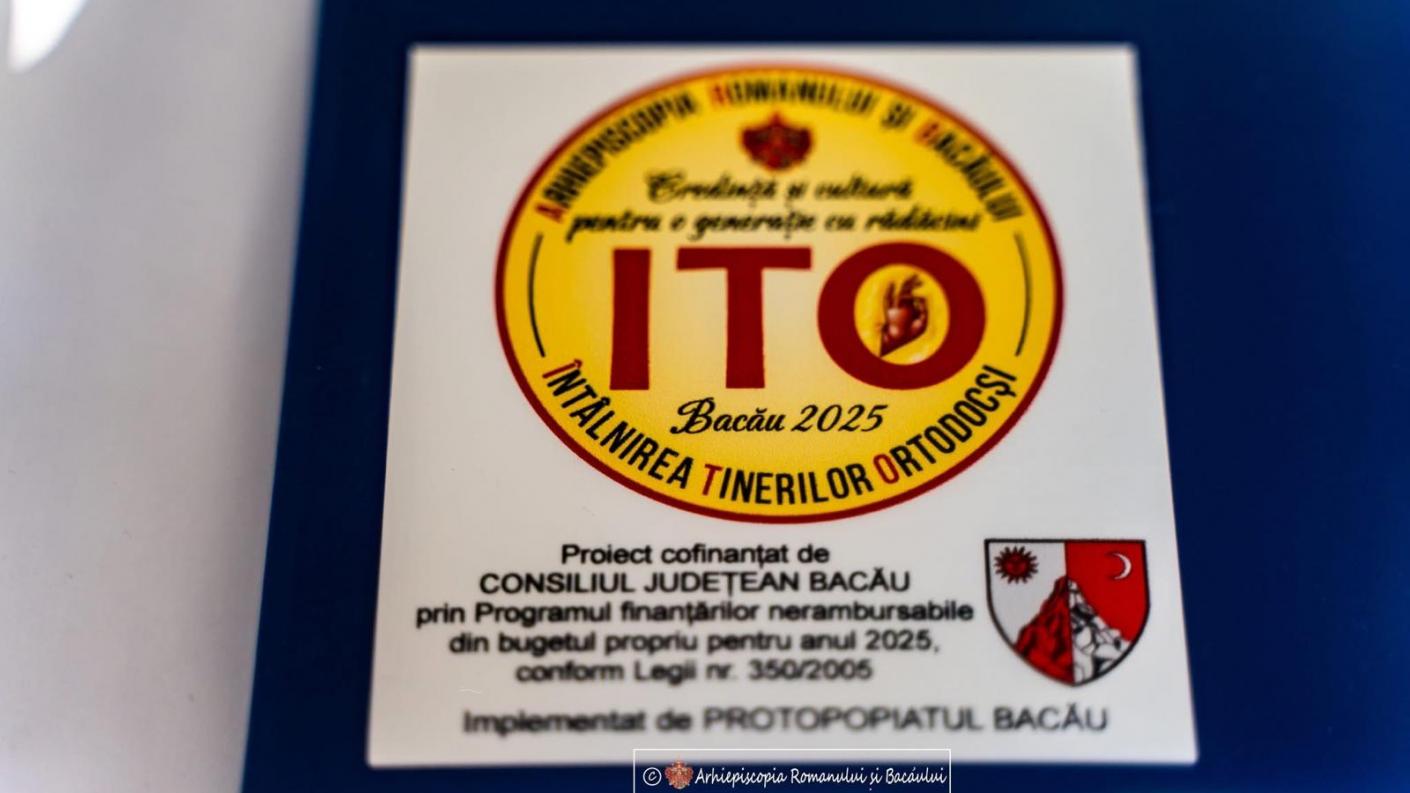 ARHIEPISCOPIA ROMANULUI ȘI BACĂULUI
Credință și cultură
pentru o generație cu rădăcini
ITO
Bacău 2025
ÎNTÂLNIREA TINERILOR ORTODOCȘI
Proiect cofinanțat de
CONSILIUL JUDEȚEAN BACĂU
prin Programul finanțărilor nerambursabile
din bugetul propriu pentru anul 2025,
conform Legii nr. 350/2005
Implementat de PROTOPOPIATUL BACĂU
© Arhiepiscopia Romanului și Bacăului